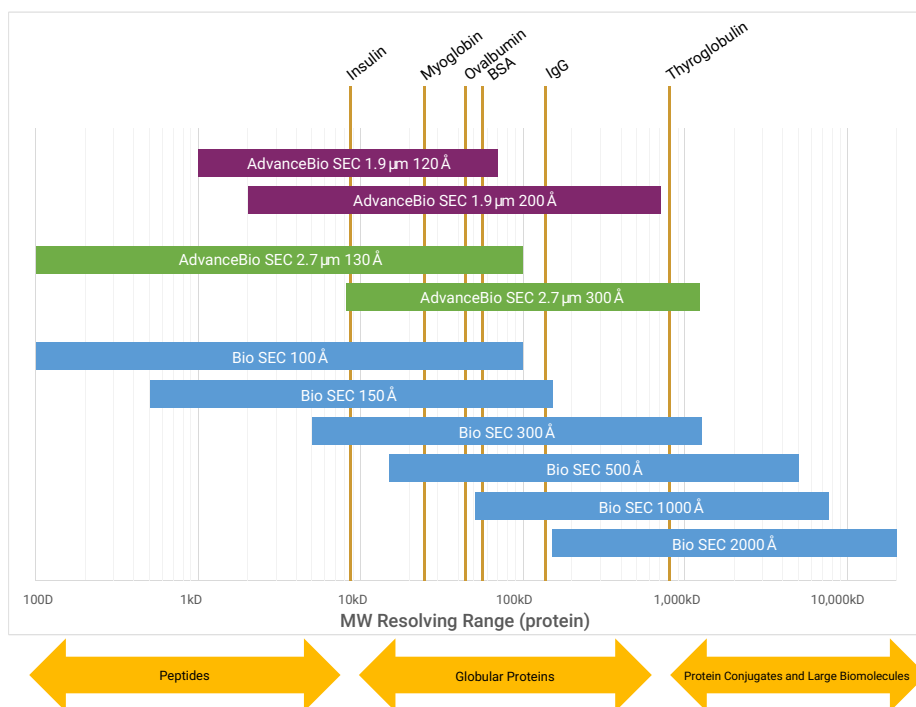 Insulin
Myoglobin
Ovalbumin
BSA
IgG
Thyroglobulin
AdvanceBio SEC 1.9 µm 120 Å
AdvanceBio SEC 1.9 µm 200 Å
AdvanceBio SEC 2.7 µm 130 Å
AdvanceBio SEC 2.7 µm 300 Å
Bio SEC 100 Å
Bio SEC 150 Å
Bio SEC 300 Å
Bio SEC 500 Å
Bio SEC 1000 Å
Bio SEC 2000 Å
100D 1kD 10kD 100kD 1,000kD 10,000kD
MW Resolving Range (protein)
Peptides Globular Proteins Protein Conjugates and Large Biomolecules